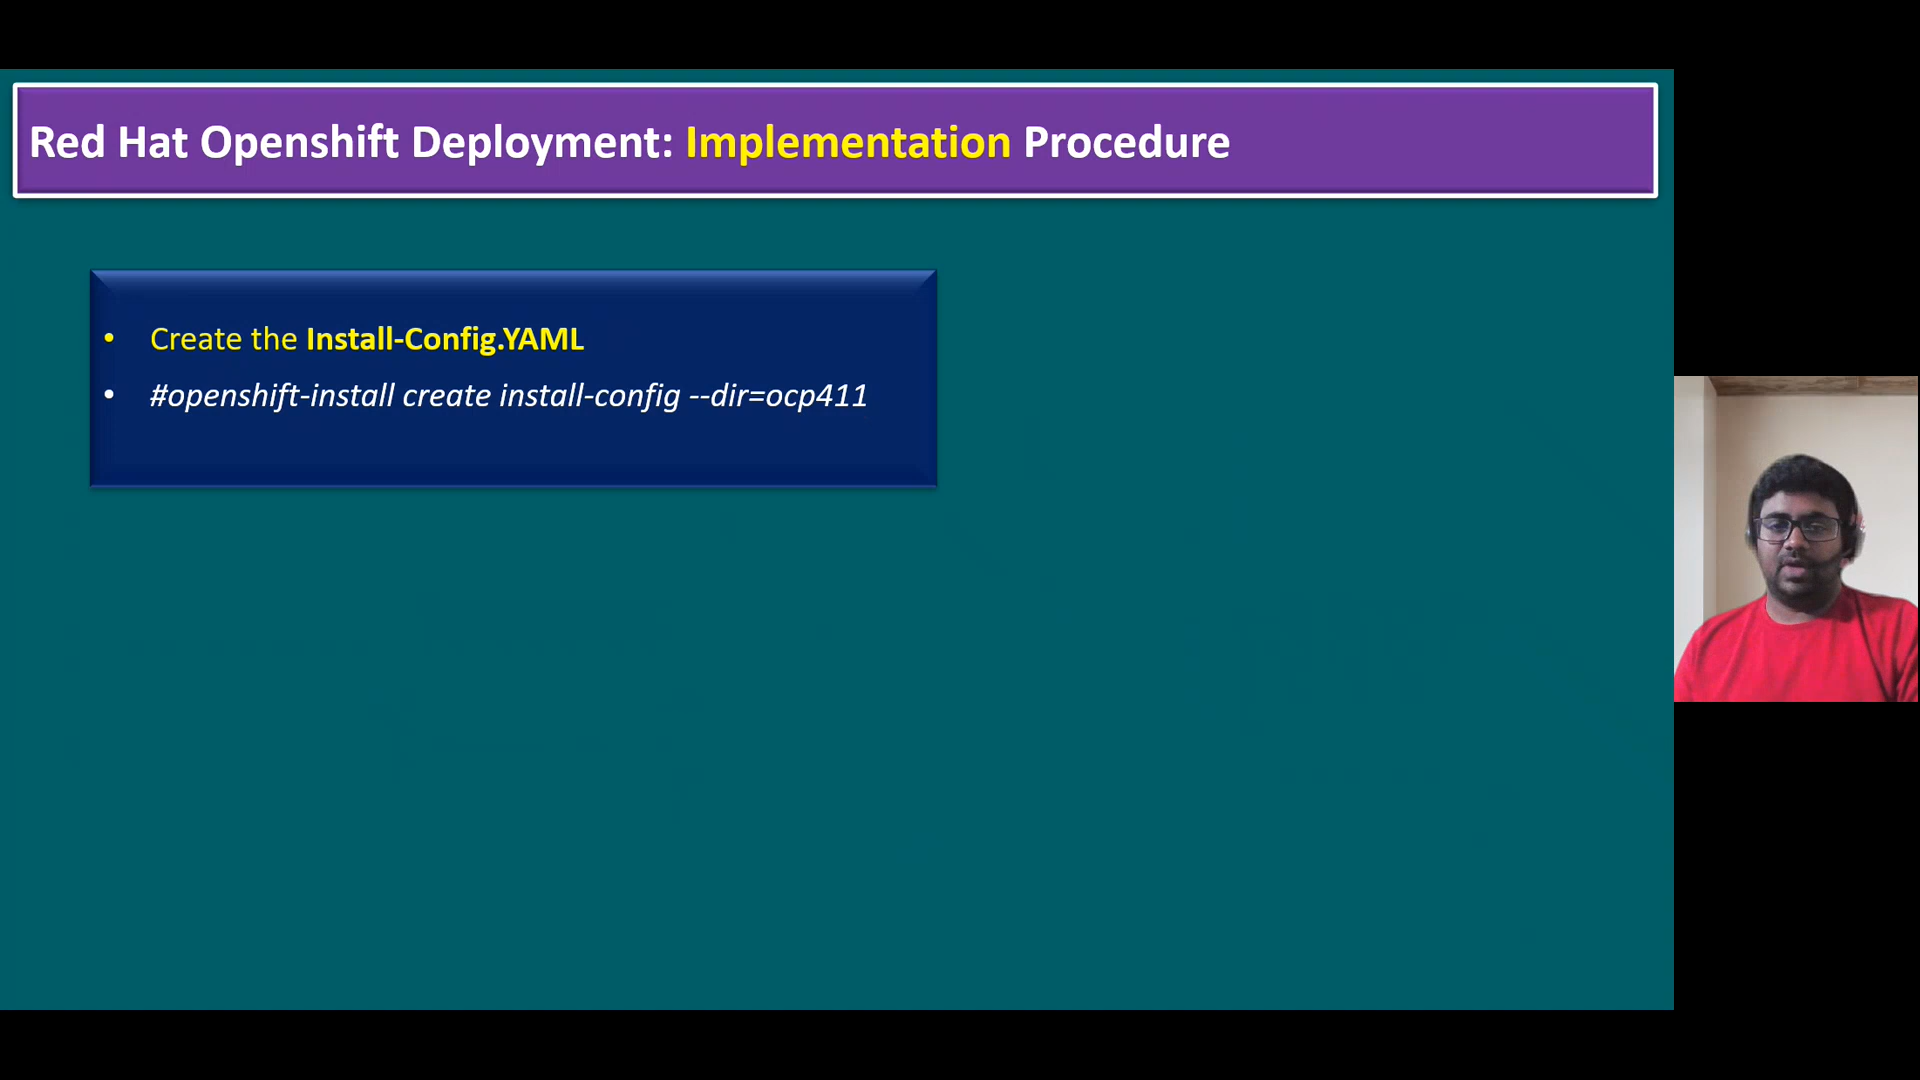 Red Hat Openshift Deployment: Implementation Procedure
• Create the Install-Config.YAML
• #openshift-install create install-config --dir=ocp411